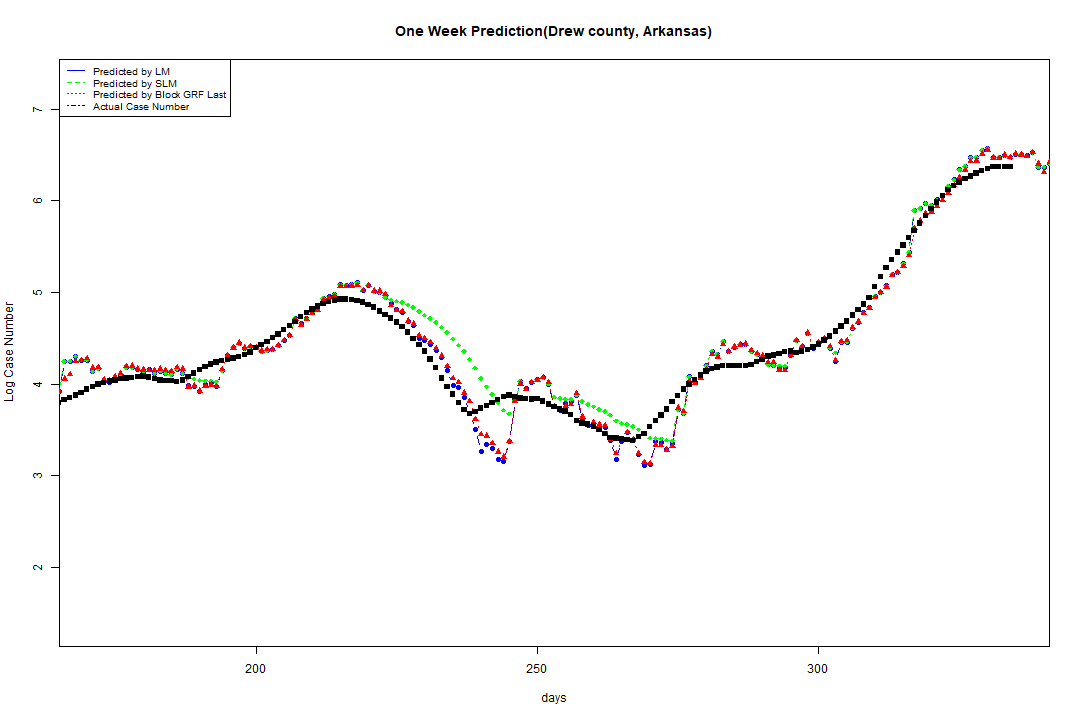 One Week Prediction(Drew county, Arkansas)
Predicted by LM
Predicted by SLM
Predicted by Block GRF Last
Actual Case Number
7
6
5
4
3
2
Log Case Number
200 250 300
days